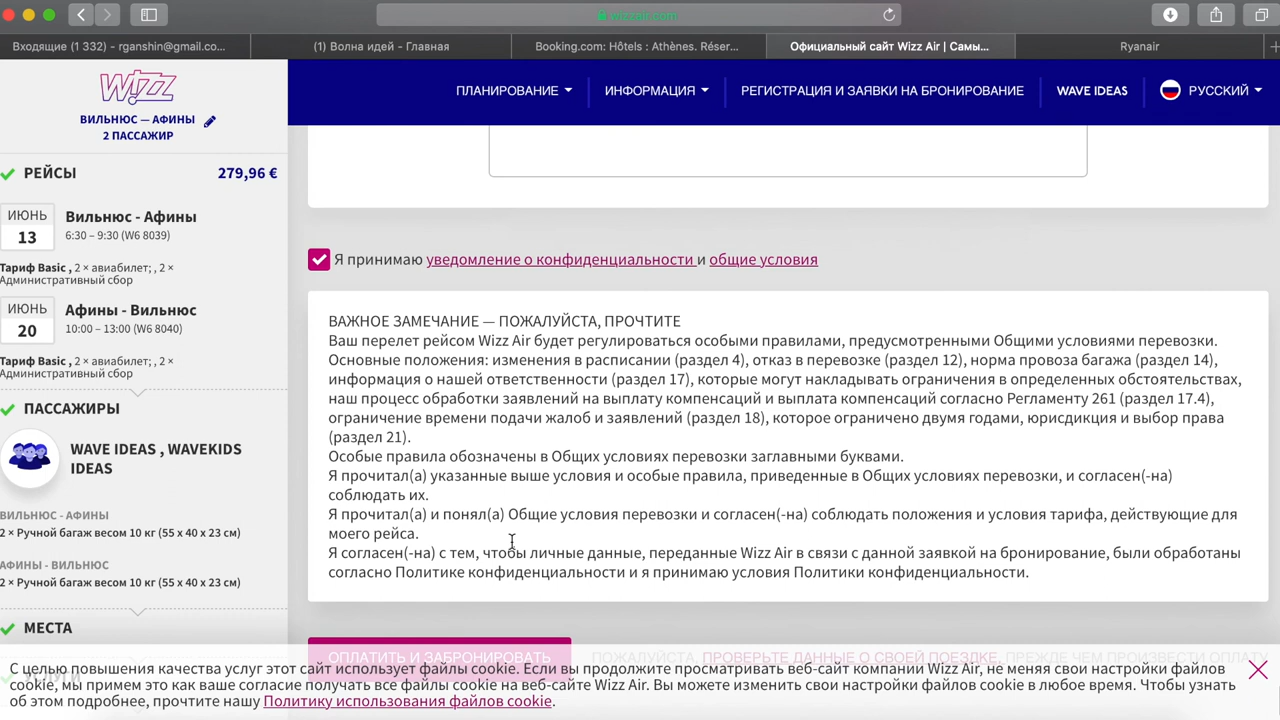 wizzair.com
Входящие (1 332) - rganshin@gmail.co...
(1) Волна идей - Главная
Booking.com: Hôtels : Athènes. Réser...
Официальный сайт Wizz Air | Самы...
Ryanair
WIZZ
ВИЛЬНЮС — АФИНЫ
2 ПАССАЖИР
ПЛАНИРОВАНИЕ
ИНФОРМАЦИЯ
РЕГИСТРАЦИЯ И ЗАЯВКИ НА БРОНИРОВАНИЕ
WAVE IDEAS
РУССКИЙ
РЕЙСЫ 279,96 €
ИЮНЬ
13
Вильнюс - Афины
6:30 – 9:30 (W6 8039)
Тариф Basic , 2 × авиабилет; , 2 ×
Административный сбор
ИЮНЬ
20
Афины - Вильнюс
10:00 – 13:00 (W6 8040)
Тариф Basic , 2 × авиабилет; , 2 ×
Административный сбор
ПАССАЖИРЫ
WAVE IDEAS , WAVEKIDS
IDEAS
ВИЛЬНЮС - АФИНЫ
2 × Ручной багаж весом 10 кг (55 x 40 x 23 см)
АФИНЫ - ВИЛЬНЮС
2 × Ручной багаж весом 10 кг (55 x 40 x 23 см)
МЕСТА
УСЛУГИ
Я принимаю уведомление о конфиденциальности и общие условия
ВАЖНОЕ ЗАМЕЧАНИЕ — ПОЖАЛУЙСТА, ПРОЧТИТЕ
Ваш перелет рейсом Wizz Air будет регулироваться особыми правилами, предусмотренными Общими условиями перевозки.
Основные положения: изменения в расписании (раздел 4), отказ в перевозке (раздел 12), норма провоза багажа (раздел 14),
информация о нашей ответственности (раздел 17), которые могут накладывать ограничения в определенных обстоятельствах,
наш процесс обработки заявлений на выплату компенсаций и выплата компенсаций согласно Регламенту 261 (раздел 17.4),
ограничение времени подачи жалоб и заявлений (раздел 18), которое ограничено двумя годами, юрисдикция и выбор права
(раздел 21).
Особые правила обозначены в Общих условиях перевозки заглавными буквами.
Я прочитал(а) указанные выше условия и особые правила, приведенные в Общих условиях перевозки, и согласен(-на)
соблюдать их.
Я прочитал(а) и понял(а) Общие условия перевозки и согласен(-на) соблюдать положения и условия тарифа, действующие для
моего рейса.
Я согласен(-на) с тем, чтобы личные данные, переданные Wizz Air в связи с данной заявкой на бронирование, были обработаны
согласно Политике конфиденциальности и я принимаю условия Политики конфиденциальности.
ОПЛАТИТЬ И ЗАБРОНИРОВАТЬ
ПОЖАЛУЙСТА, ПРОВЕРЬТЕ ДАННЫЕ О СВОЕЙ ПОЕЗДКЕ, ПРЕЖДЕ ЧЕМ ПРОИЗВЕСТИ ОПЛАТУ
С целью повышения качества услуг этот сайт использует файлы cookie. Если вы продолжите просматривать веб-сайт компании Wizz Air, не меняя свои настройки файлов
cookie, мы примем это как ваше согласие получать все файлы cookie на веб-сайте Wizz Air. Вы можете изменить свои настройки файлов cookie в любое время. Чтобы узнать
об этом подробнее, прочтите нашу Политику использования файлов cookie.